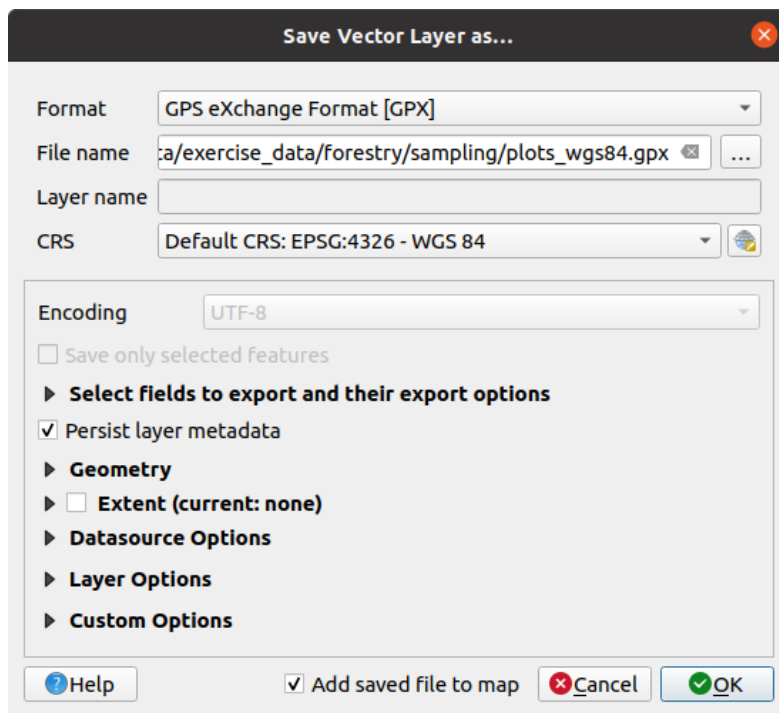 Save Vector Layer as...
Format GPS eXchange Format [GPX]
File name ta/exercise_data/forestry/sampling/plots_wgs84.gpx ...
Layer name
CRS Default CRS: EPSG:4326 - WGS 84
Encoding UTF-8
Save only selected features
Select fields to export and their export options
Persist layer metadata
Geometry
Extent (current: none)
Datasource Options
Layer Options
Custom Options
Help Add saved file to map Cancel OK